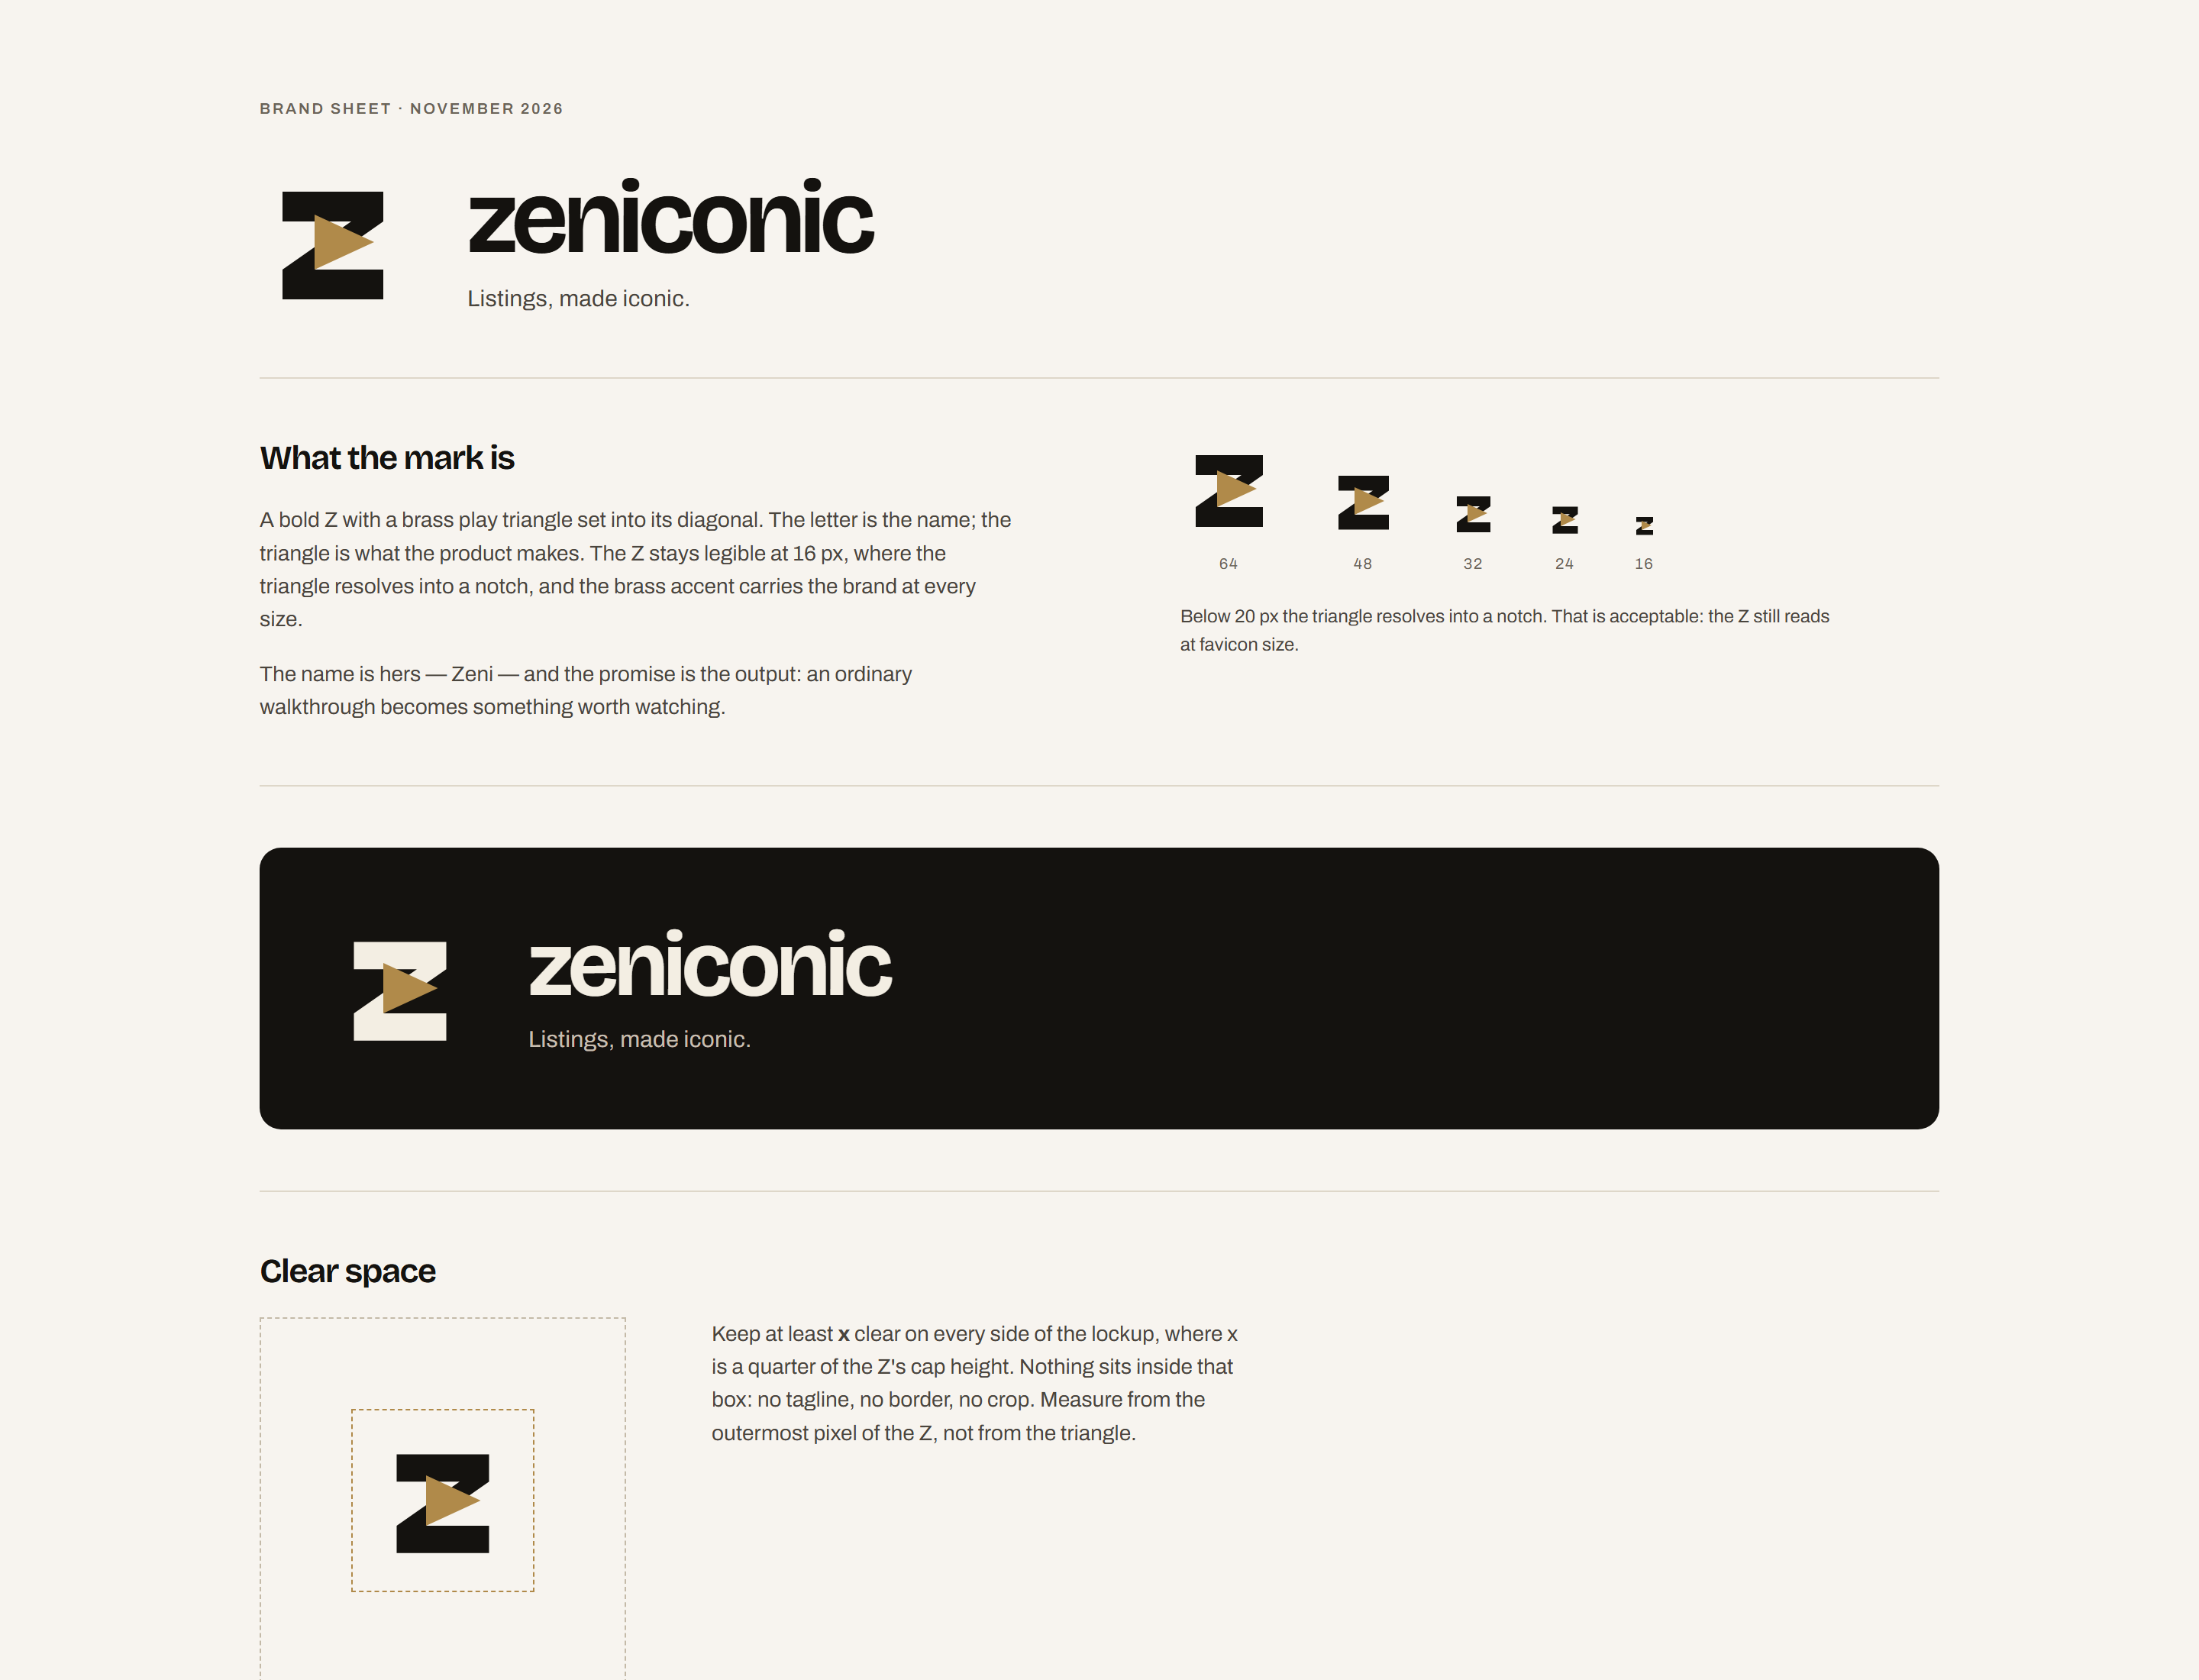 BRAND SHEET · NOVEMBER 2026
zeniconic
Listings, made iconic.
What the mark is
A bold Z with a brass play triangle set into its diagonal. The letter is the name; the
triangle is what the product makes. The Z stays legible at 16 px, where the
triangle resolves into a notch, and the brass accent carries the brand at every
size.
The name is hers — Zeni — and the promise is the output: an ordinary
walkthrough becomes something worth watching.
64 48 32 24 16
Below 20 px the triangle resolves into a notch. That is acceptable: the Z still reads
at favicon size.
zeniconic
Listings, made iconic.
Clear space
Keep at least x clear on every side of the lockup, where x
is a quarter of the Z's cap height. Nothing sits inside that
box: no tagline, no border, no crop. Measure from the
outermost pixel of the Z, not from the triangle.